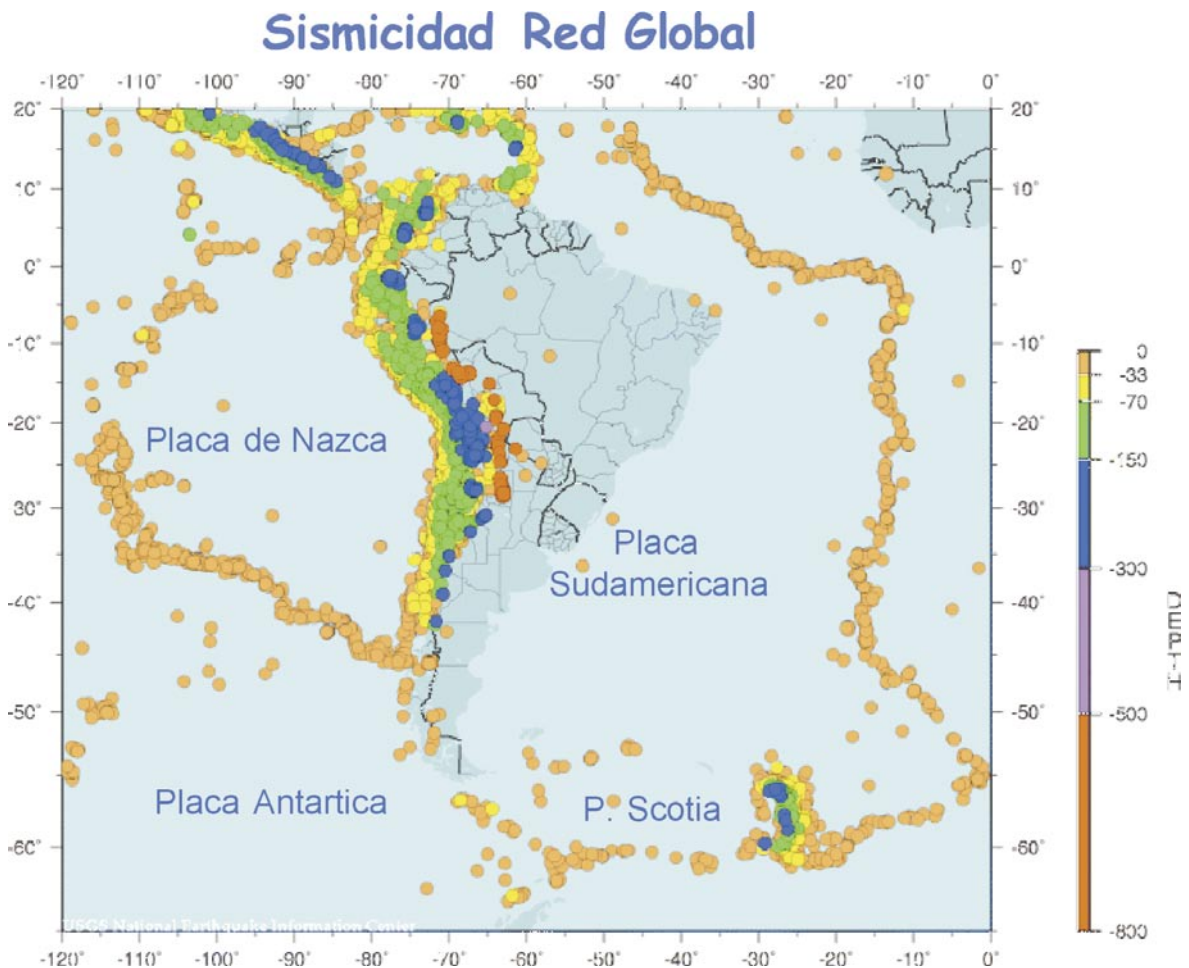 Sismicidad Red Global
-120° -110° -100° -90° -80° -70° -60° -50° -40° -30° -20° -10° 0°
20° 20°
10° 10°
0° 0°
-10° -10°
-20° -20°
-30° -30°
-40° -40°
-50° -50°
-60° -60°
Placa de Nazca
Placa
Sudamericana
Placa Antartica
P. Scotia
USGS National Earthquake Information Center
-120° -110° -100° -90° -80° -70° -60° -50° -40° -30° -20° -10° 0°
0
-33
-70
-150
-300
-500
-800